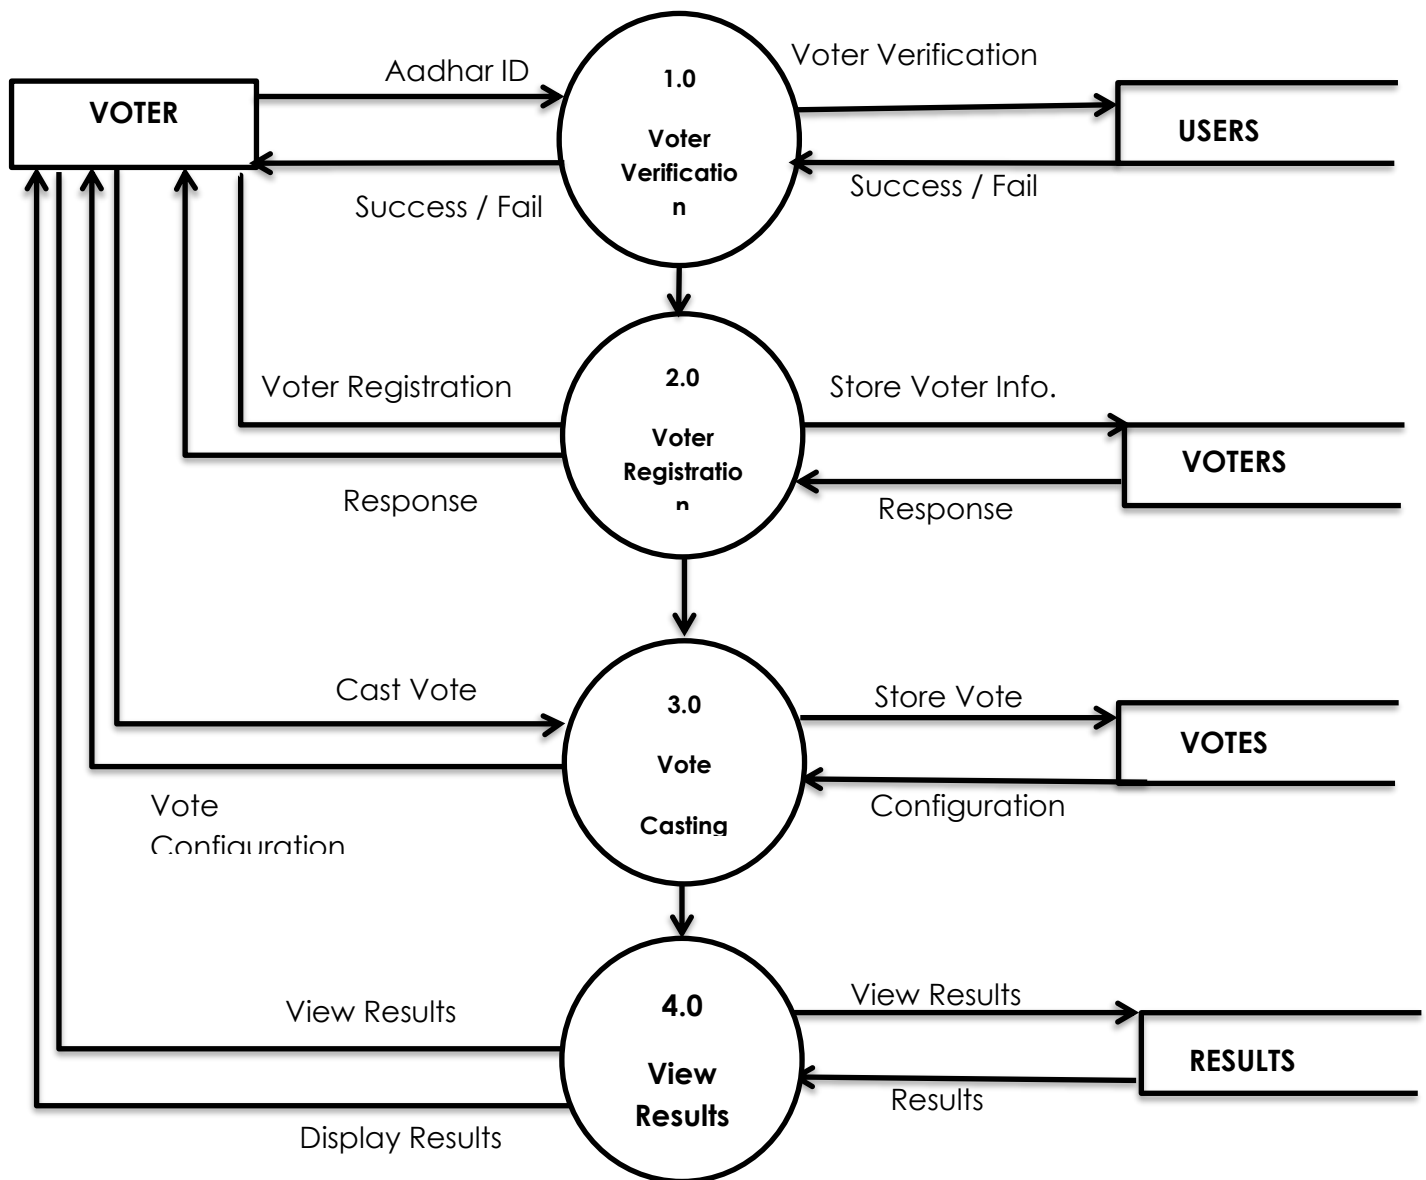 Aadhar ID
Voter Verification
VOTER
1.0
Voter
Verificatio
n
USERS
Success / Fail
Success / Fail
Voter Registration
2.0
Voter
Registratio
n
Store Voter Info.
VOTERS
Response
Response
Cast Vote
3.0
Vote
Casting
Store Vote
VOTES
Vote
Configuration
Configuration
View Results
4.0
View
Results
View Results
RESULTS
Results
Display Results